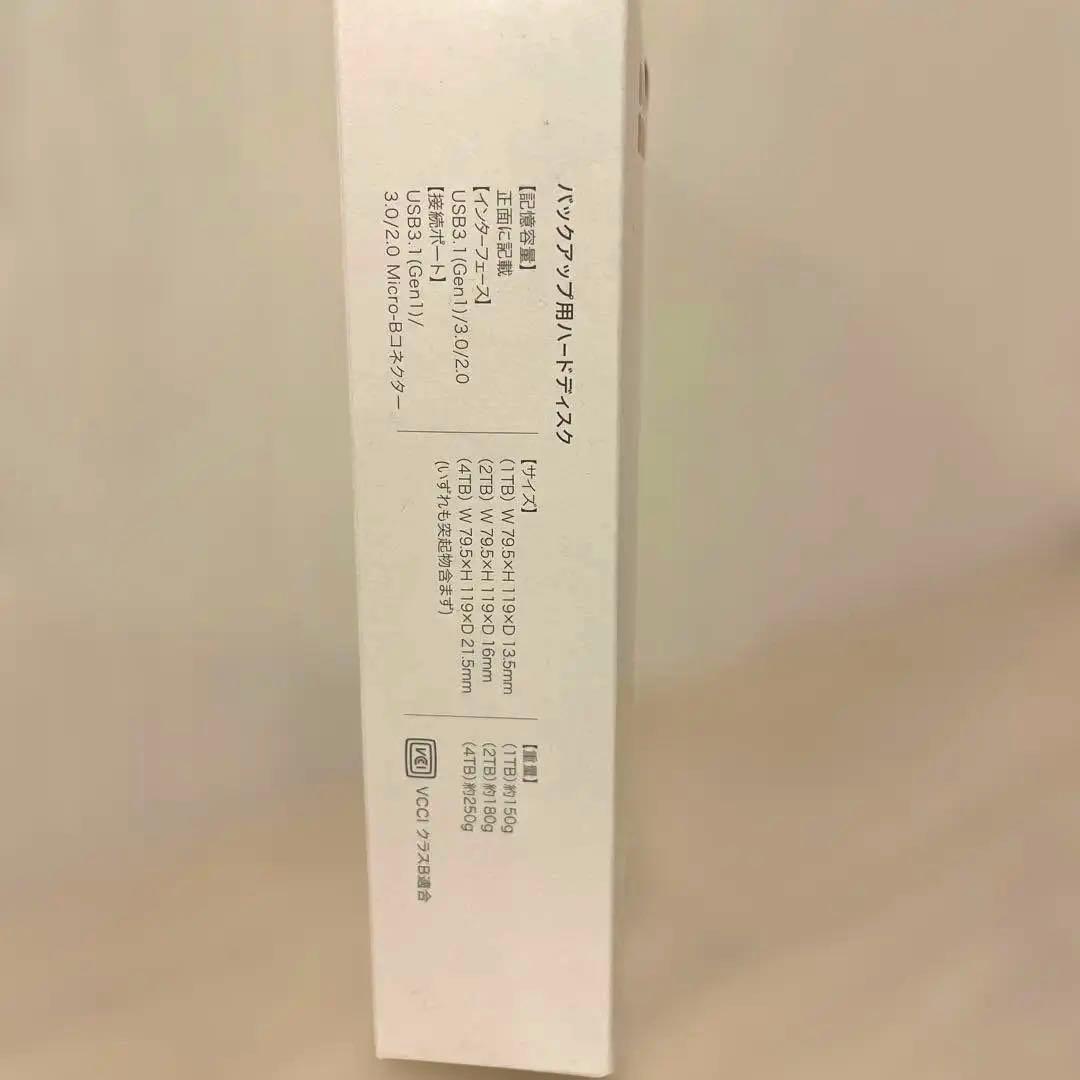 バックアップ用ハードディスク
【記憶容量】
正面に記載
【インターフェース】
USB3.1(Gen1)/3.0/2.0
【接続ポート】
USB3.1(Gen1)/
3.0/2.0 Micro-Bコネクター
【サイズ】
(1TB) W 79.5×H 119×D 13.5mm
(2TB) W 79.5×H 119×D 16mm
(4TB) W 79.5×H 119×D 21.5mm
(いずれも突起物含まず)
【重量】
(1TB)約150g
(2TB)約180g
(4TB)約250g
VCCI VCCI クラスB適合